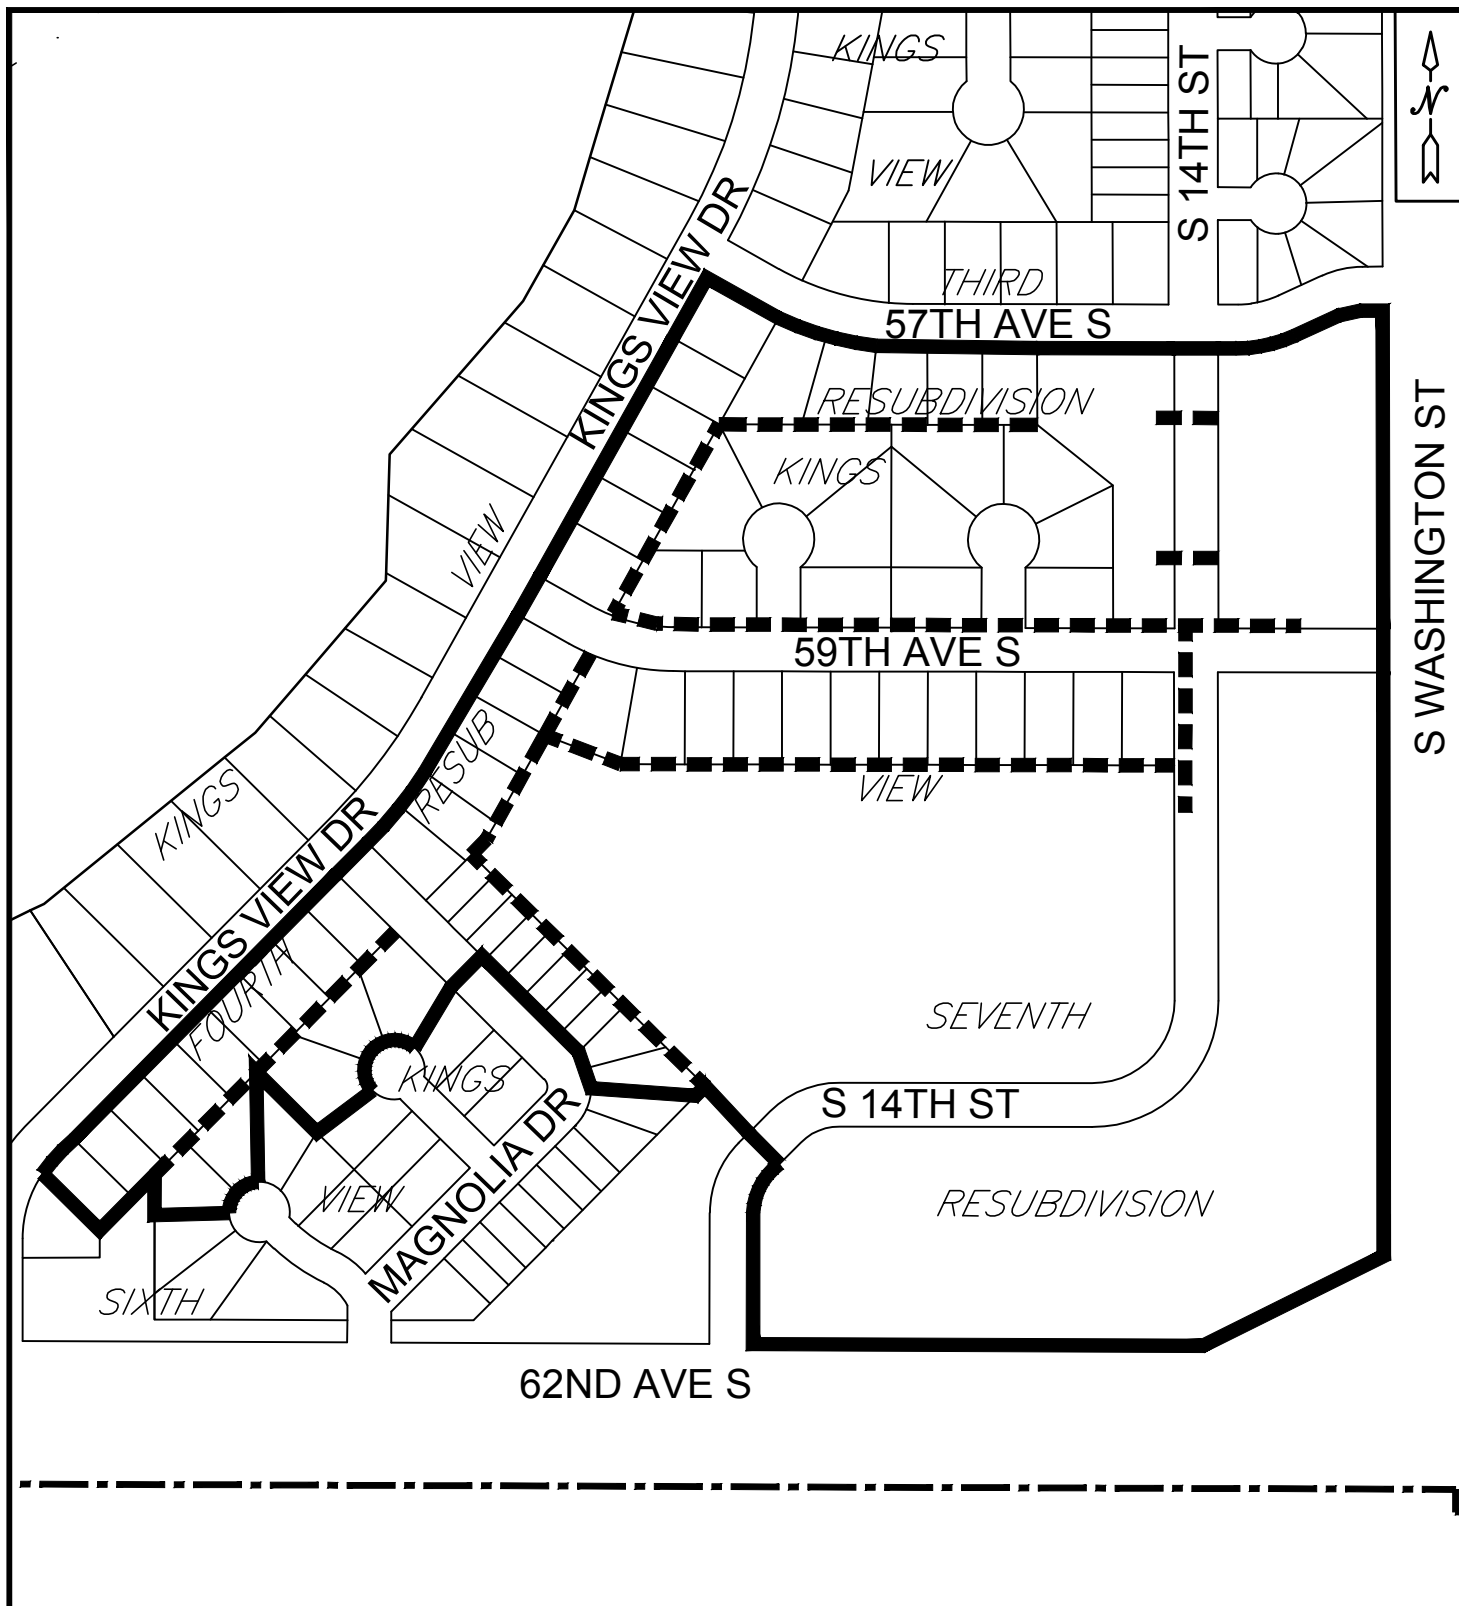 KINGS
S 14TH ST
N
VIEW
KINGS VIEW DR
THIRD
57TH AVE S
RESUBDIVISION
KINGS
S WASHINGTON ST
VIEW
59TH AVE S
RESUB
VIEW
KINGS
KINGS VIEW DR
FOURTH
SEVENTH
KINGS
S 14TH ST
MAGNOLIA DR
VIEW
RESUBDIVISION
SIXTH
62ND AVE S